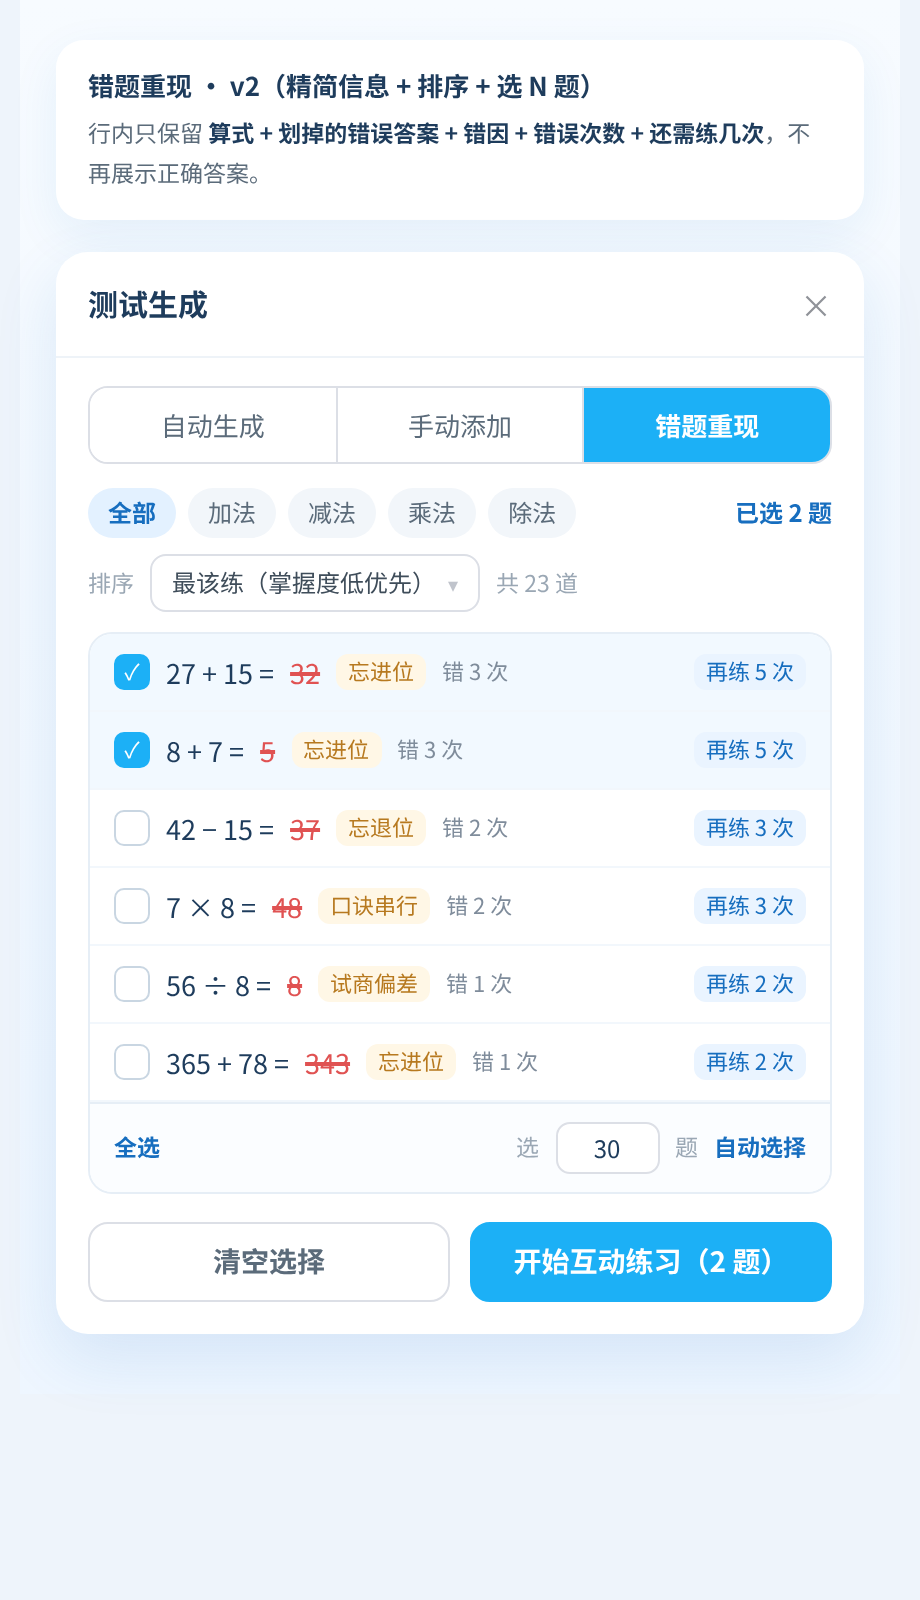 错题重现 · v2（精简信息 + 排序 + 选 N 题）
行内只保留 算式 + 划掉的错误答案 + 错因 + 错误次数 + 还需练几次，不
再展示正确答案。
测试生成 ×
自动生成 手动添加 错题重现
全部 加法 减法 乘法 除法 已选 2 题
排序 最该练（掌握度低优先） ▾ 共 23 道
✓ 27 + 15 = 32 忘进位 错 3 次 再练 5 次
✓ 8 + 7 = 5 忘进位 错 3 次 再练 5 次
42 − 15 = 37 忘退位 错 2 次 再练 3 次
7 × 8 = 48 口诀串行 错 2 次 再练 3 次
56 ÷ 8 = 8 试商偏差 错 1 次 再练 2 次
365 + 78 = 343 忘进位 错 1 次 再练 2 次
全选 选 30 题 自动选择
清空选择 开始互动练习（2 题）